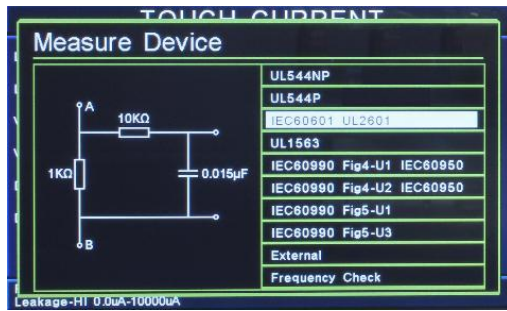 TOUCH CURRENT
Measure Device
UL544NP
UL544P
IEC60601 UL2601
UL1563
IEC60990 Fig4-U1 IEC60950
IEC60990 Fig4-U2 IEC60950
IEC60990 Fig5-U1
IEC60990 Fig5-U3
External
Frequency Check
A
10KΩ
1KΩ
0.015µF
B
Leakage-HI 0.0uA-10000uA